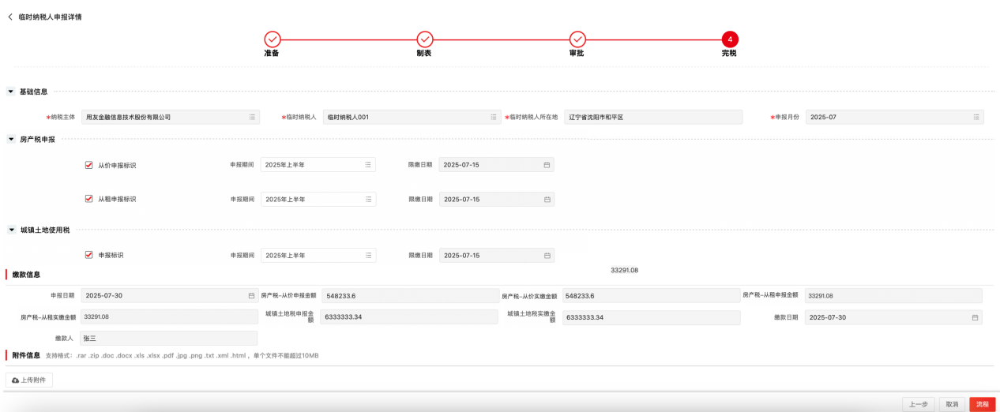 临时纳税人申报详情
4
准备 制表 审批 完税
基础信息
*纳税主体 用友金融信息技术股份有限公司 *临时纳税人 临时纳税人001 *临时纳税人所在地 辽宁省沈阳市和平区 *申报月份 2025-07
房产税申报
从价申报标识 申报期间 2025年上半年 限缴日期 2025-07-15
从租申报标识 申报期间 2025年上半年 限缴日期 2025-07-15
城镇土地使用税
申报标识 申报期间 2025年上半年 限缴日期 2025-07-15
33291.08
缴款信息
申报日期 2025-07-30 房产税-从价申报金额 548233.6 房产税-从价实缴金额 548233.6 房产税-从租申报金额 33291.08
房产税-从租实缴金额 33291.08 城镇土地税申报金额 6333333.34 城镇土地税实缴金额 6333333.34 缴款日期 2025-07-30
缴款人 张三
附件信息 支持格式: .rar .zip .doc .docx .xls .xlsx .pdf .jpg .png .txt .xml .html ，单个文件不能超过10MB
上传附件
上一步 取消 流程